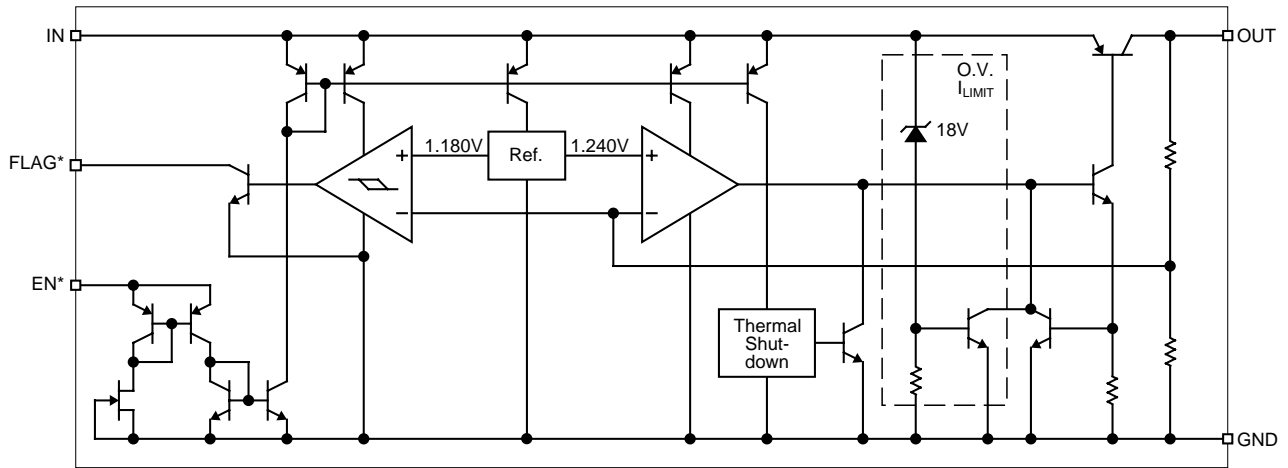 IN
OUT
O.V.
ILIMIT
18V
FLAG*
+
1.180V
Ref.
1.240V
+
−
−
EN*
Thermal
Shut-
down
GND